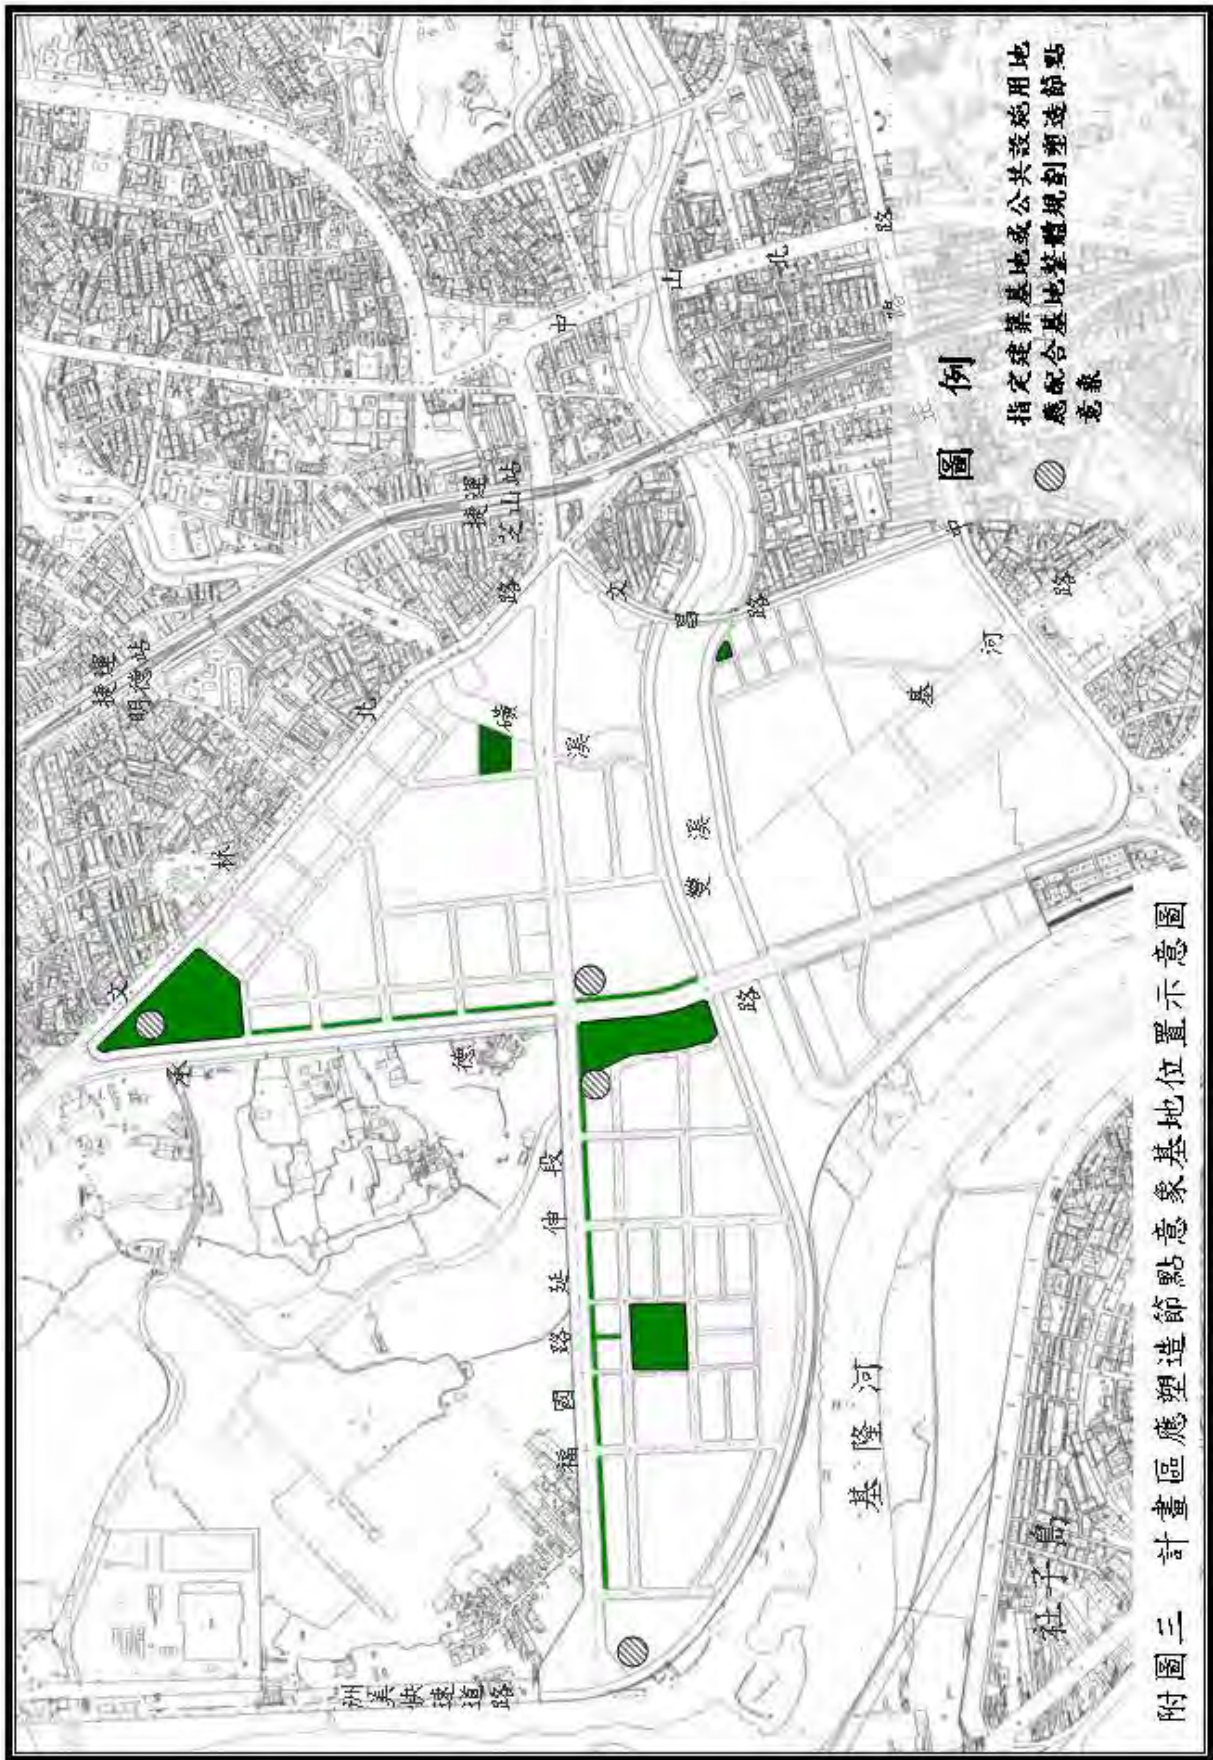 捷運
明德站
捷運
芝山站
文
林
北
路
中
山
北
路
文
昌
路
承
德
路
磺
溪
雙
溪
基
河
路
中
福
國
路
延
伸
段
洲美快速道路
基隆河
社子島
圖例
指定建築基地或公共設施用地
應配合基地整體規劃塑造節點
意象
附圖三　計畫區應塑造節點意象基地位置示意圖